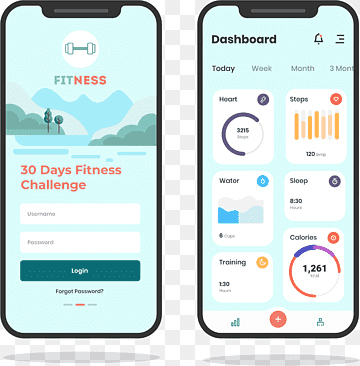 FITNESS
30 Days Fitness
Challenge
Username
Password
Login
Forgot Password?
Dashboard
Today Week Month 3 Mont
Heart
3215
Steps
120 bmp
Water
6 Cups
Sleep
8:30
Hours
Training
1:30
Hours
Calories
1,261
kcal